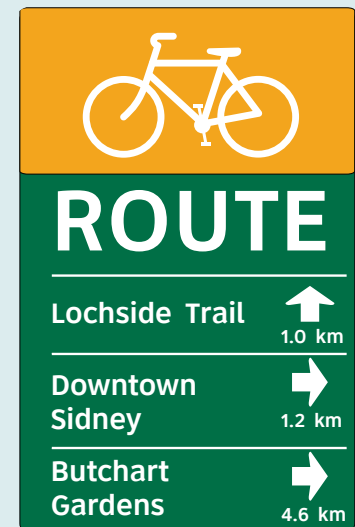 ROUTE
Lochside Trail
1.0 km
Downtown
Sidney
1.2 km
Butchart
Gardens
4.6 km